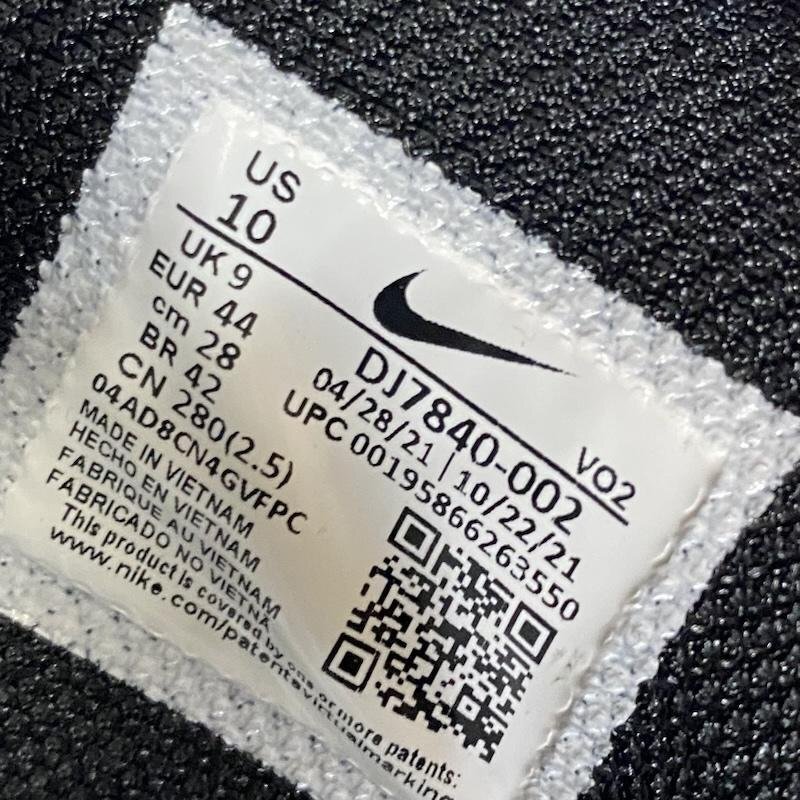 US
10
UK 9
EUR 44
cm 28
BR 42
CN 280(2.5)
04AD8CN4GVFPC
MADE IN VIETNAM
HECHO EN VIETNAM
FABRIQUE AU VIETNAM
FABRICADO NO VIETNA
This product is covered by one or more patents:
www.nike.com/patentsvirtualmarking
VO2
DJ7840-002
04/28/21 | 10/22/21
UPC 00195866263550